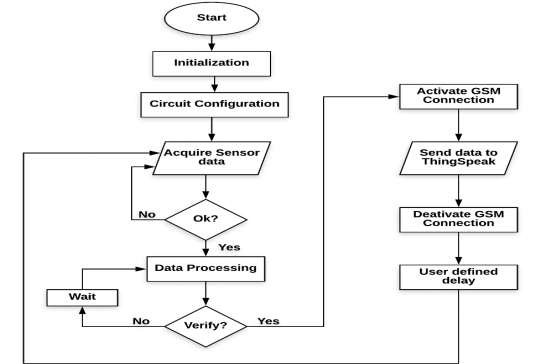 Start
Initialization
Circuit Configuration
Acquire Sensor
data
No
Ok?
Yes
Data Processing
Wait
No
Verify?
Yes
Activate GSM
Connection
Send data to
ThingSpeak
Deativate GSM
Connection
User defined
delay